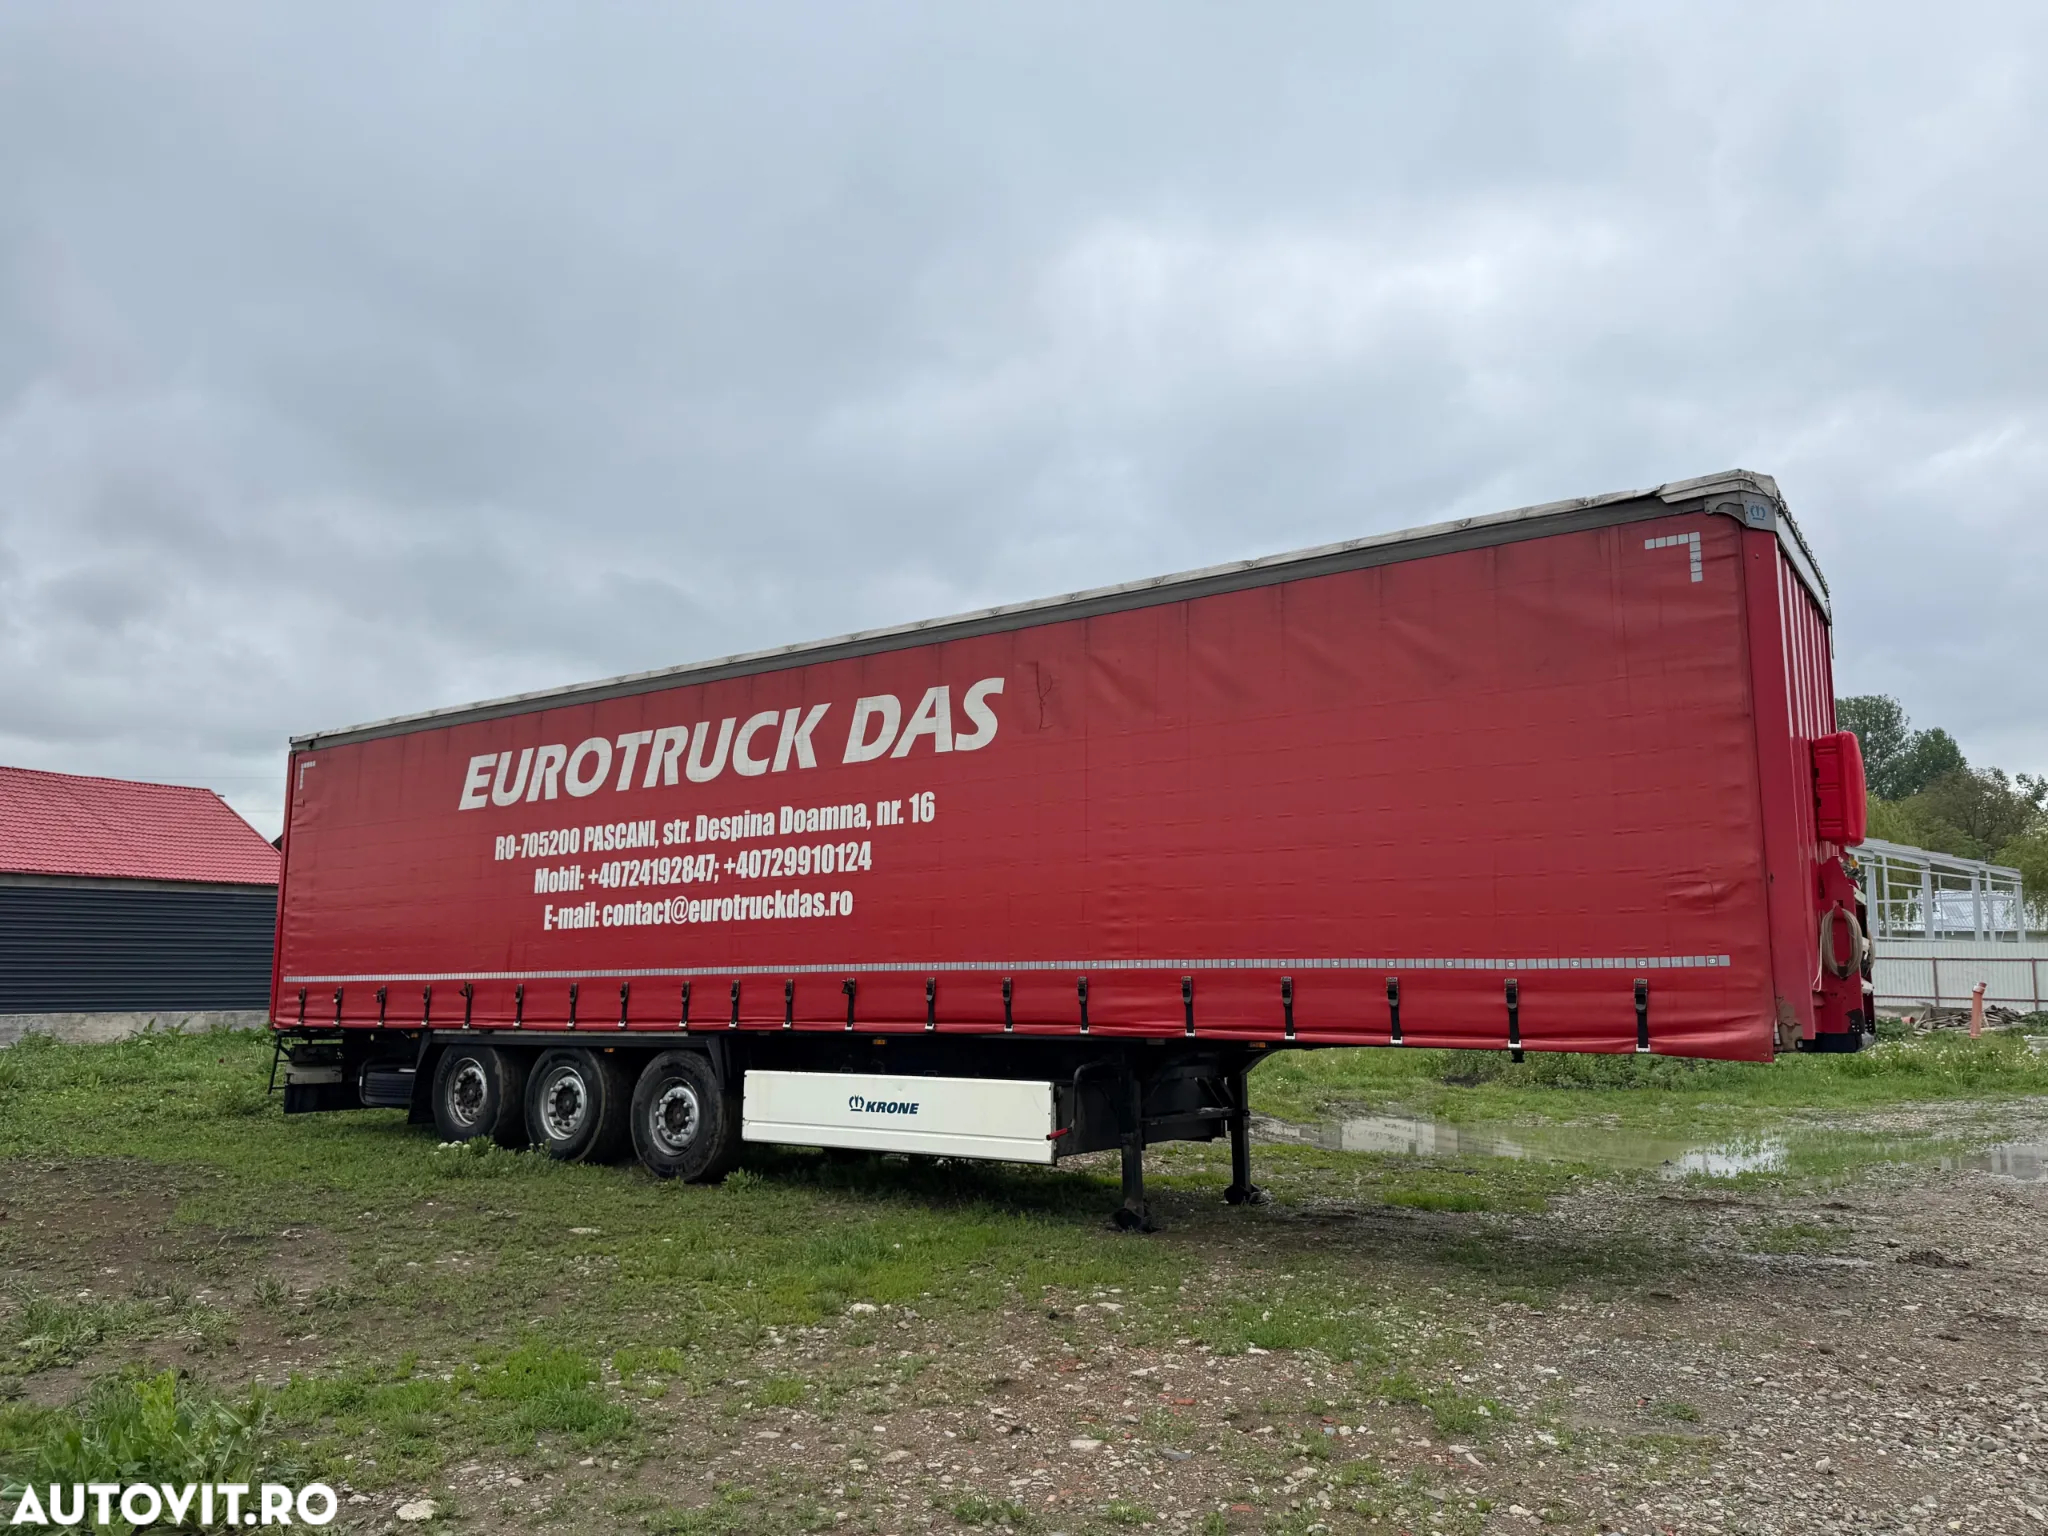 EUROTRUCK DAS
RO-705200 PASCANI, str. Despina Doamna, nr. 16
Mobil: +40724192847; +40729910124
E-mail: contact@eurotruckdas.ro
KRONE
AUTOVIT.RO